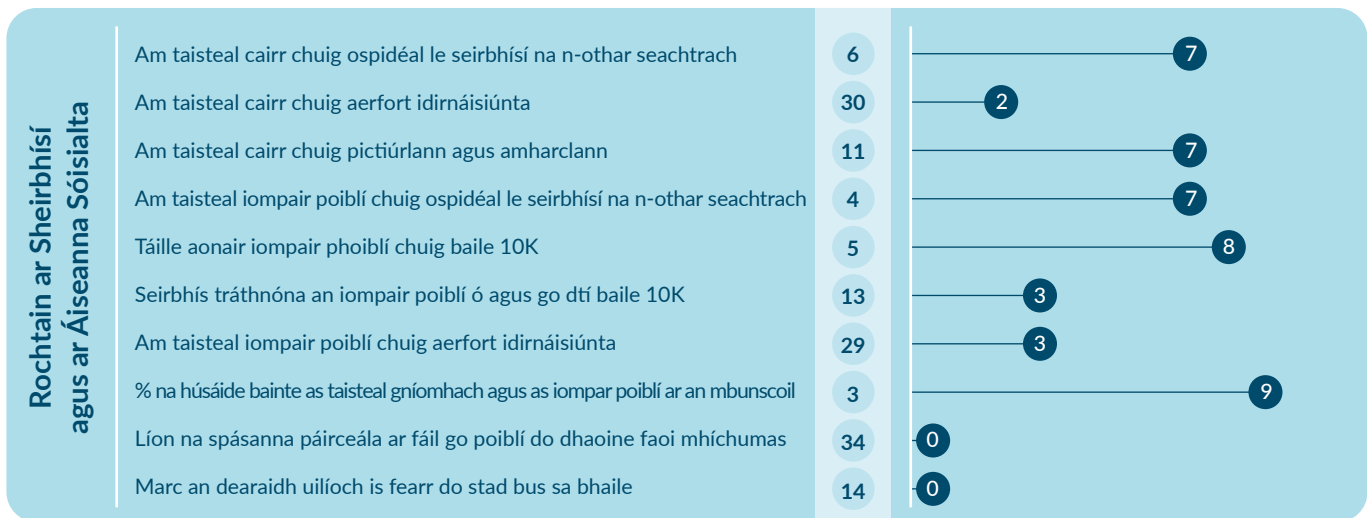 Rochtain ar Sheirbhísí
agus ar Áiseanna Sóisialta
Am taisteal cairr chuig ospidéal le seirbhísí na n-othar seachtrach 6 7
Am taisteal cairr chuig aerfort idirnáisiúnta 30 2
Am taisteal cairr chuig pictiúrlann agus amharclann 11 7
Am taisteal iompair poiblí chuig ospidéal le seirbhísí na n-othar seachtrach 4 7
Táille aonair iompair phoiblí chuig baile 10K 5 8
Seirbhís tráthnóna an iompair poiblí ó agus go dtí baile 10K 13 3
Am taisteal iompair poiblí chuig aerfort idirnáisiúnta 29 3
% na húsáide bainte as taisteal gníomhach agus as iompar poiblí ar an mbunscoil 3 9
Líon na spásanna páirceála ar fáil go poiblí do dhaoine faoi mhíchumas 34 0
Marc an dearaidh uilíoch is fearr do stad bus sa bhaile 14 0